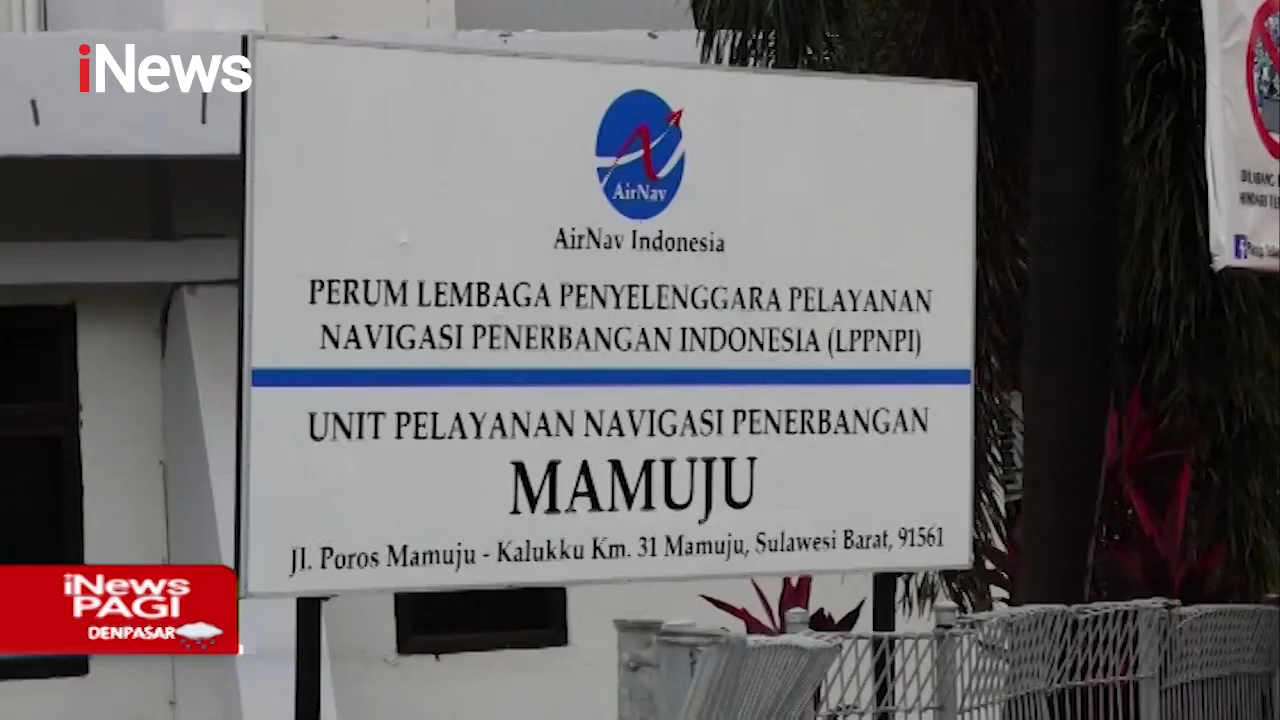 iNews
AirNav
AirNav Indonesia
PERUM LEMBAGA PENYELENGGARA PELAYANAN
NAVIGASI PENERBANGAN INDONESIA (LPPNPI)
UNIT PELAYANAN NAVIGASI PENERBANGAN
MAMUJU
Jl. Poros Mamuju - Kalukku Km. 31 Mamuju, Sulawesi Barat, 91561
iNews
PAGI
DENPASAR